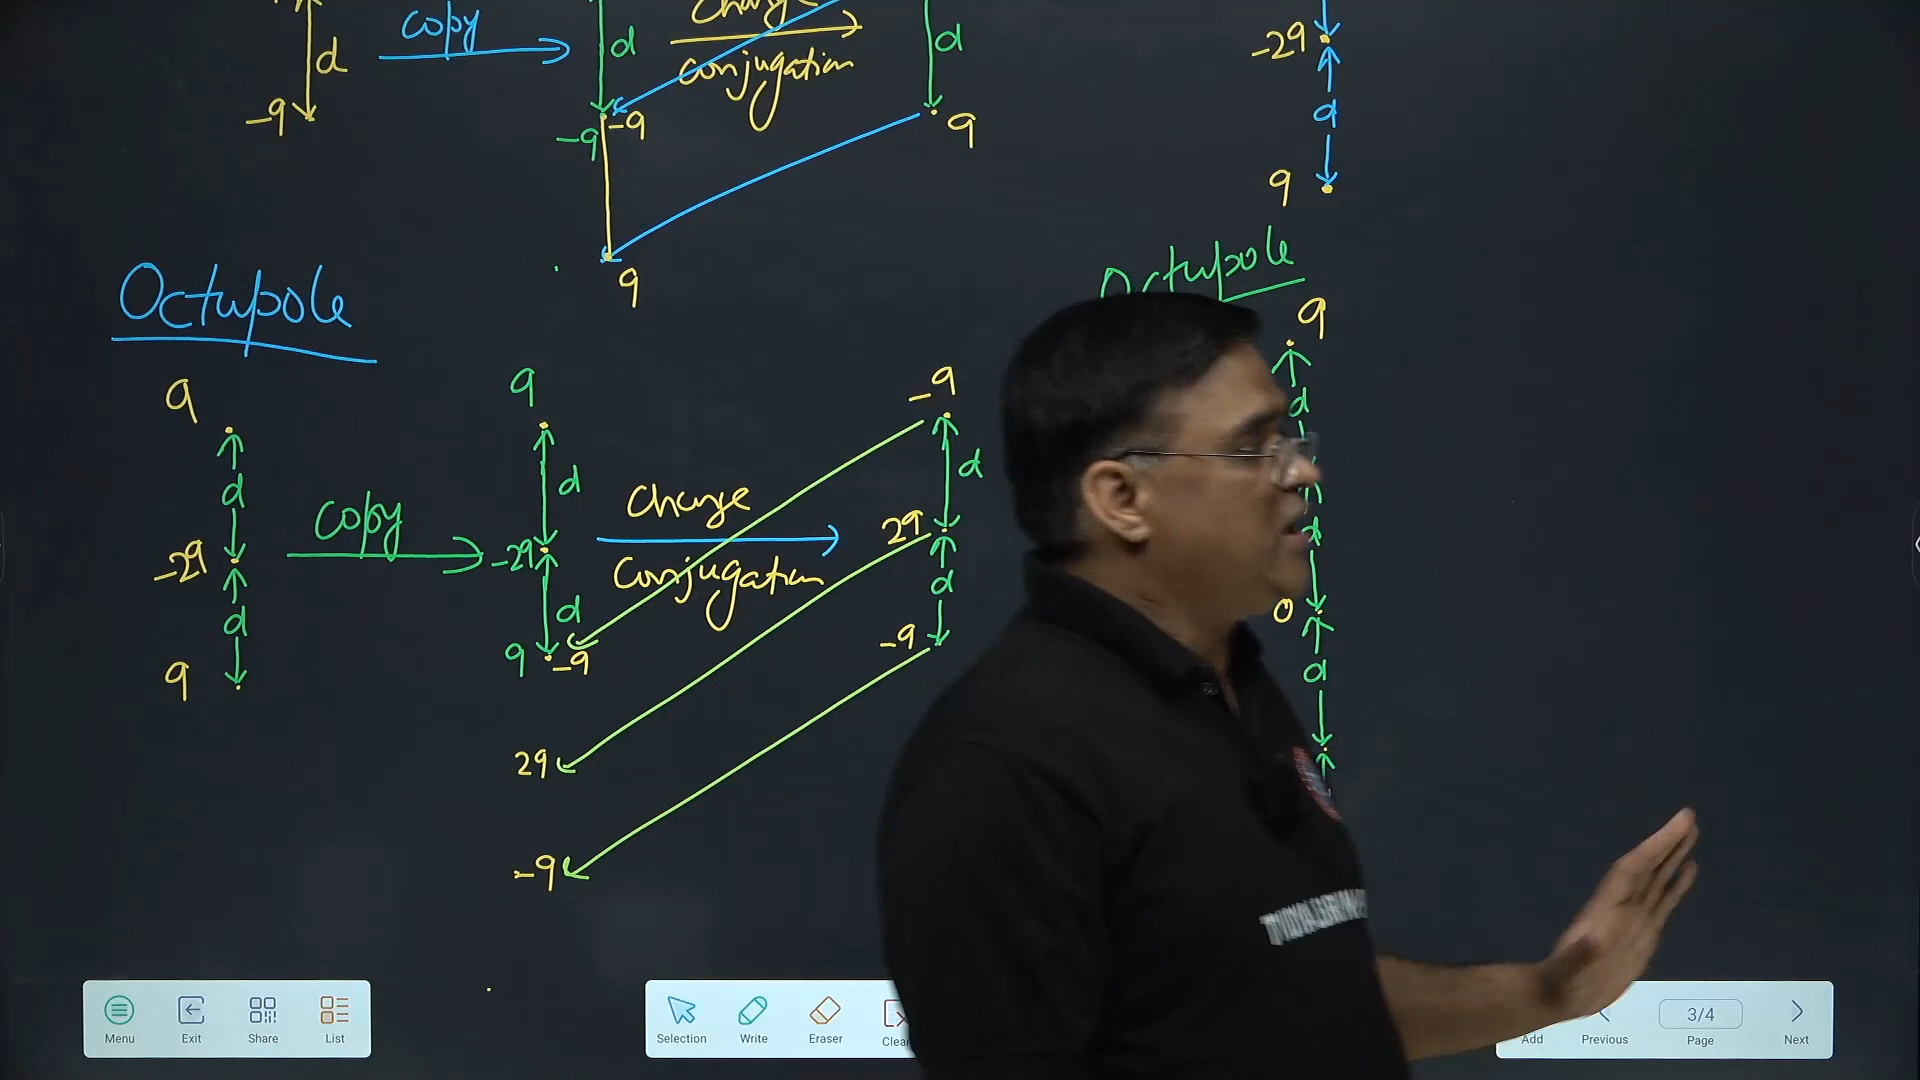 d
copy
d
Charge
conjugation
d
-2q
-q
-q
-q
q
d
q
q
Octupole
Octupole
q
q
q
-q
d
d
d
d
copy
Charge
-2q
-2q
2q
conjugation
d
d
d
0
q
q
-q
-q
d
2q
-q
Menu
Exit
Share
List
Selection
Write
Eraser
Clear
Add
Previous
3/4
Page
Next